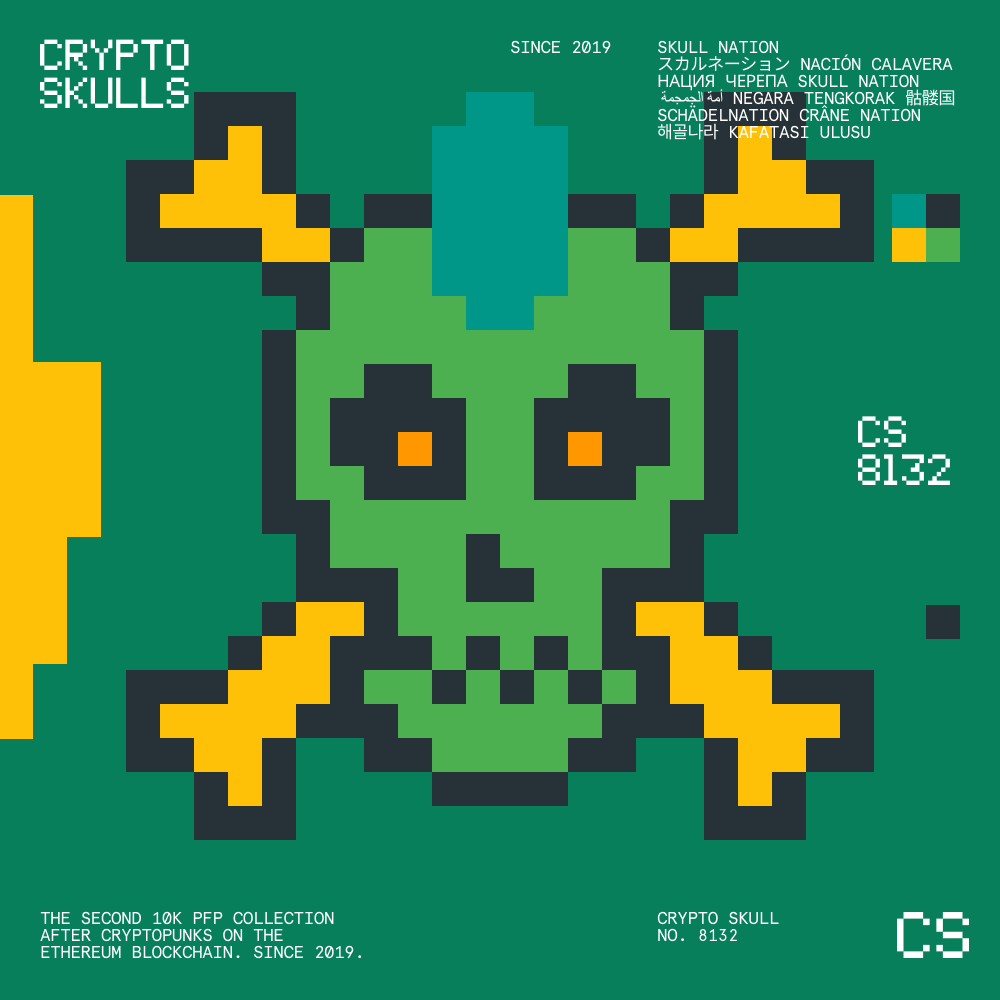 CRYPTO
SKULLS
SINCE 2019
SKULL NATION
スカルネーション NACIÓN CALAVERA
НАЦИЯ ЧЕРЕПА SKULL NATION
أمة الجمجمة NEGARA TENGKORAK 骷髅国
SCHÄDELNATION CRÂNE NATION
해골나라 KAFATASI ULUSU
CS
8132
THE SECOND 10K PFP COLLECTION
AFTER CRYPTOPUNKS ON THE
ETHEREUM BLOCKCHAIN. SINCE 2019.
CRYPTO SKULL
NO. 8132
CS